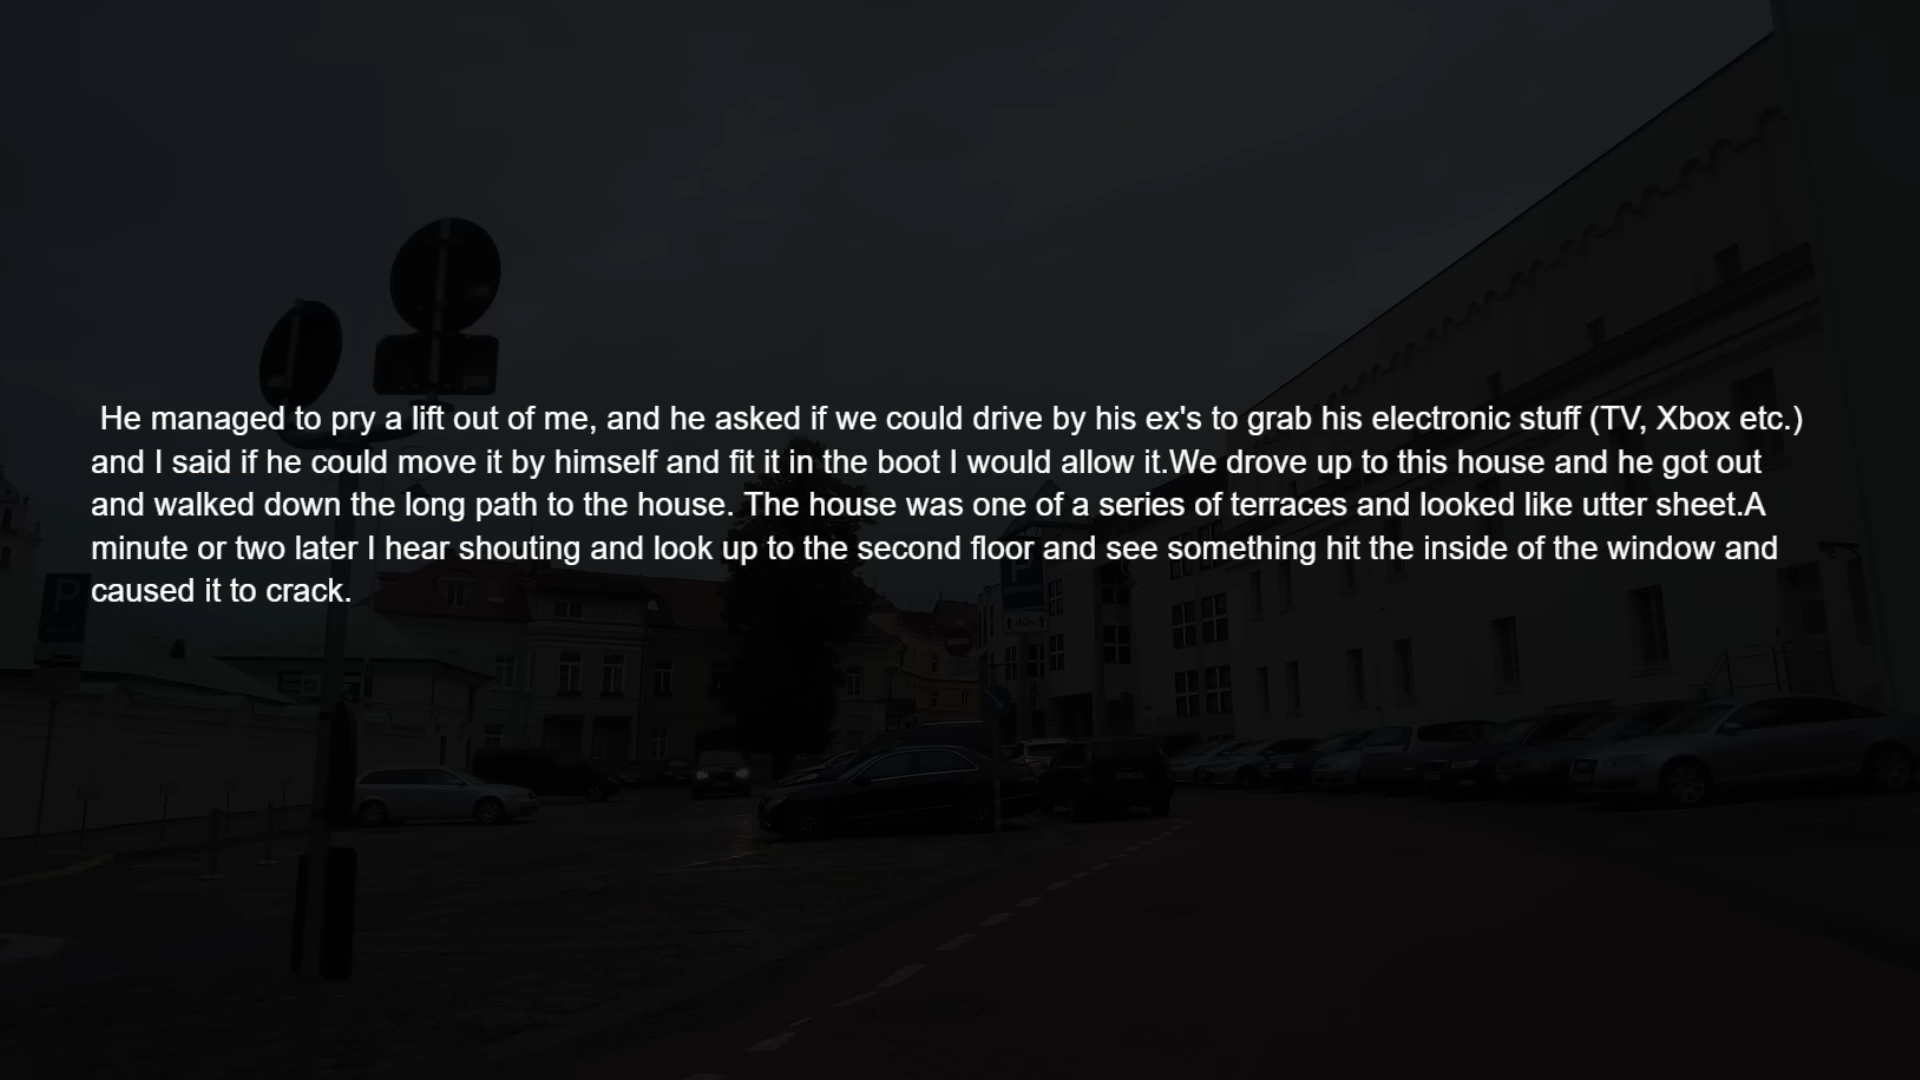 He managed to pry a lift out of me, and he asked if we could drive by his ex's to grab his electronic stuff (TV, Xbox etc.)
and I said if he could move it by himself and fit it in the boot I would allow it.We drove up to this house and he got out
and walked down the long path to the house. The house was one of a series of terraces and looked like utter sheet.A
minute or two later I hear shouting and look up to the second floor and see something hit the inside of the window and
caused it to crack.
P
P